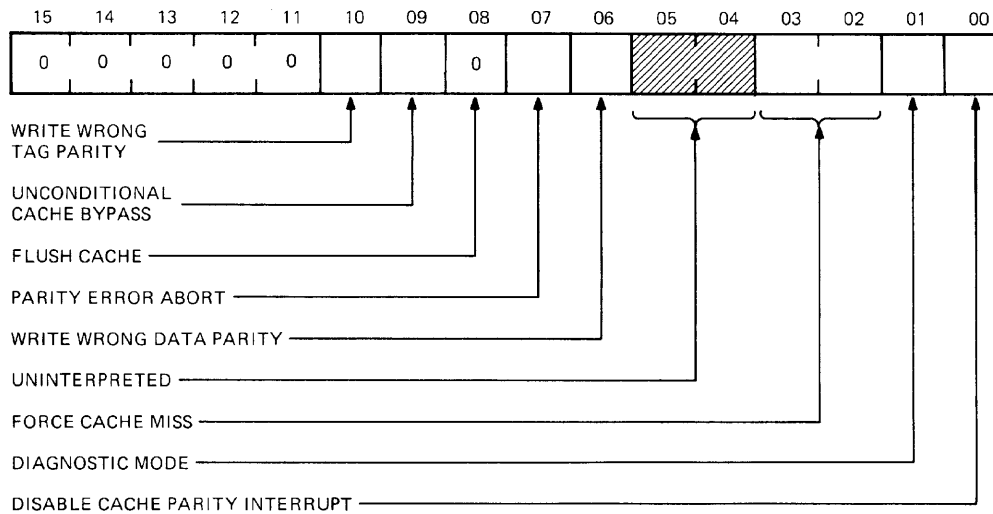 15 14 13 12 11 10 09 08 07 06 05 04 03 02 01 00
0 0 0 0 0 0
WRITE WRONG
TAG PARITY
UNCONDITIONAL
CACHE BYPASS
FLUSH CACHE
PARITY ERROR ABORT
WRITE WRONG DATA PARITY
UNINTERPRETED
FORCE CACHE MISS
DIAGNOSTIC MODE
DISABLE CACHE PARITY INTERRUPT